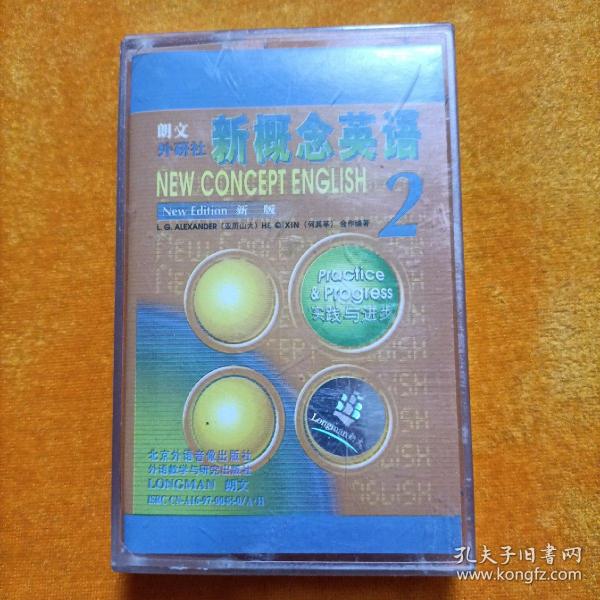 朗文
外研社
新概念英语
NEW CONCEPT ENGLISH
2
New Edition 新 版
L. G. ALEXANDER (亚历山大) HE QIXIN (何其莘) 合作编著
Practice
& Progress
实践与进步
Longman 朗文
北京外语音像出版社
外语教学与研究出版社
LONGMAN 朗文
孔夫子旧书网
www.kongfz.com